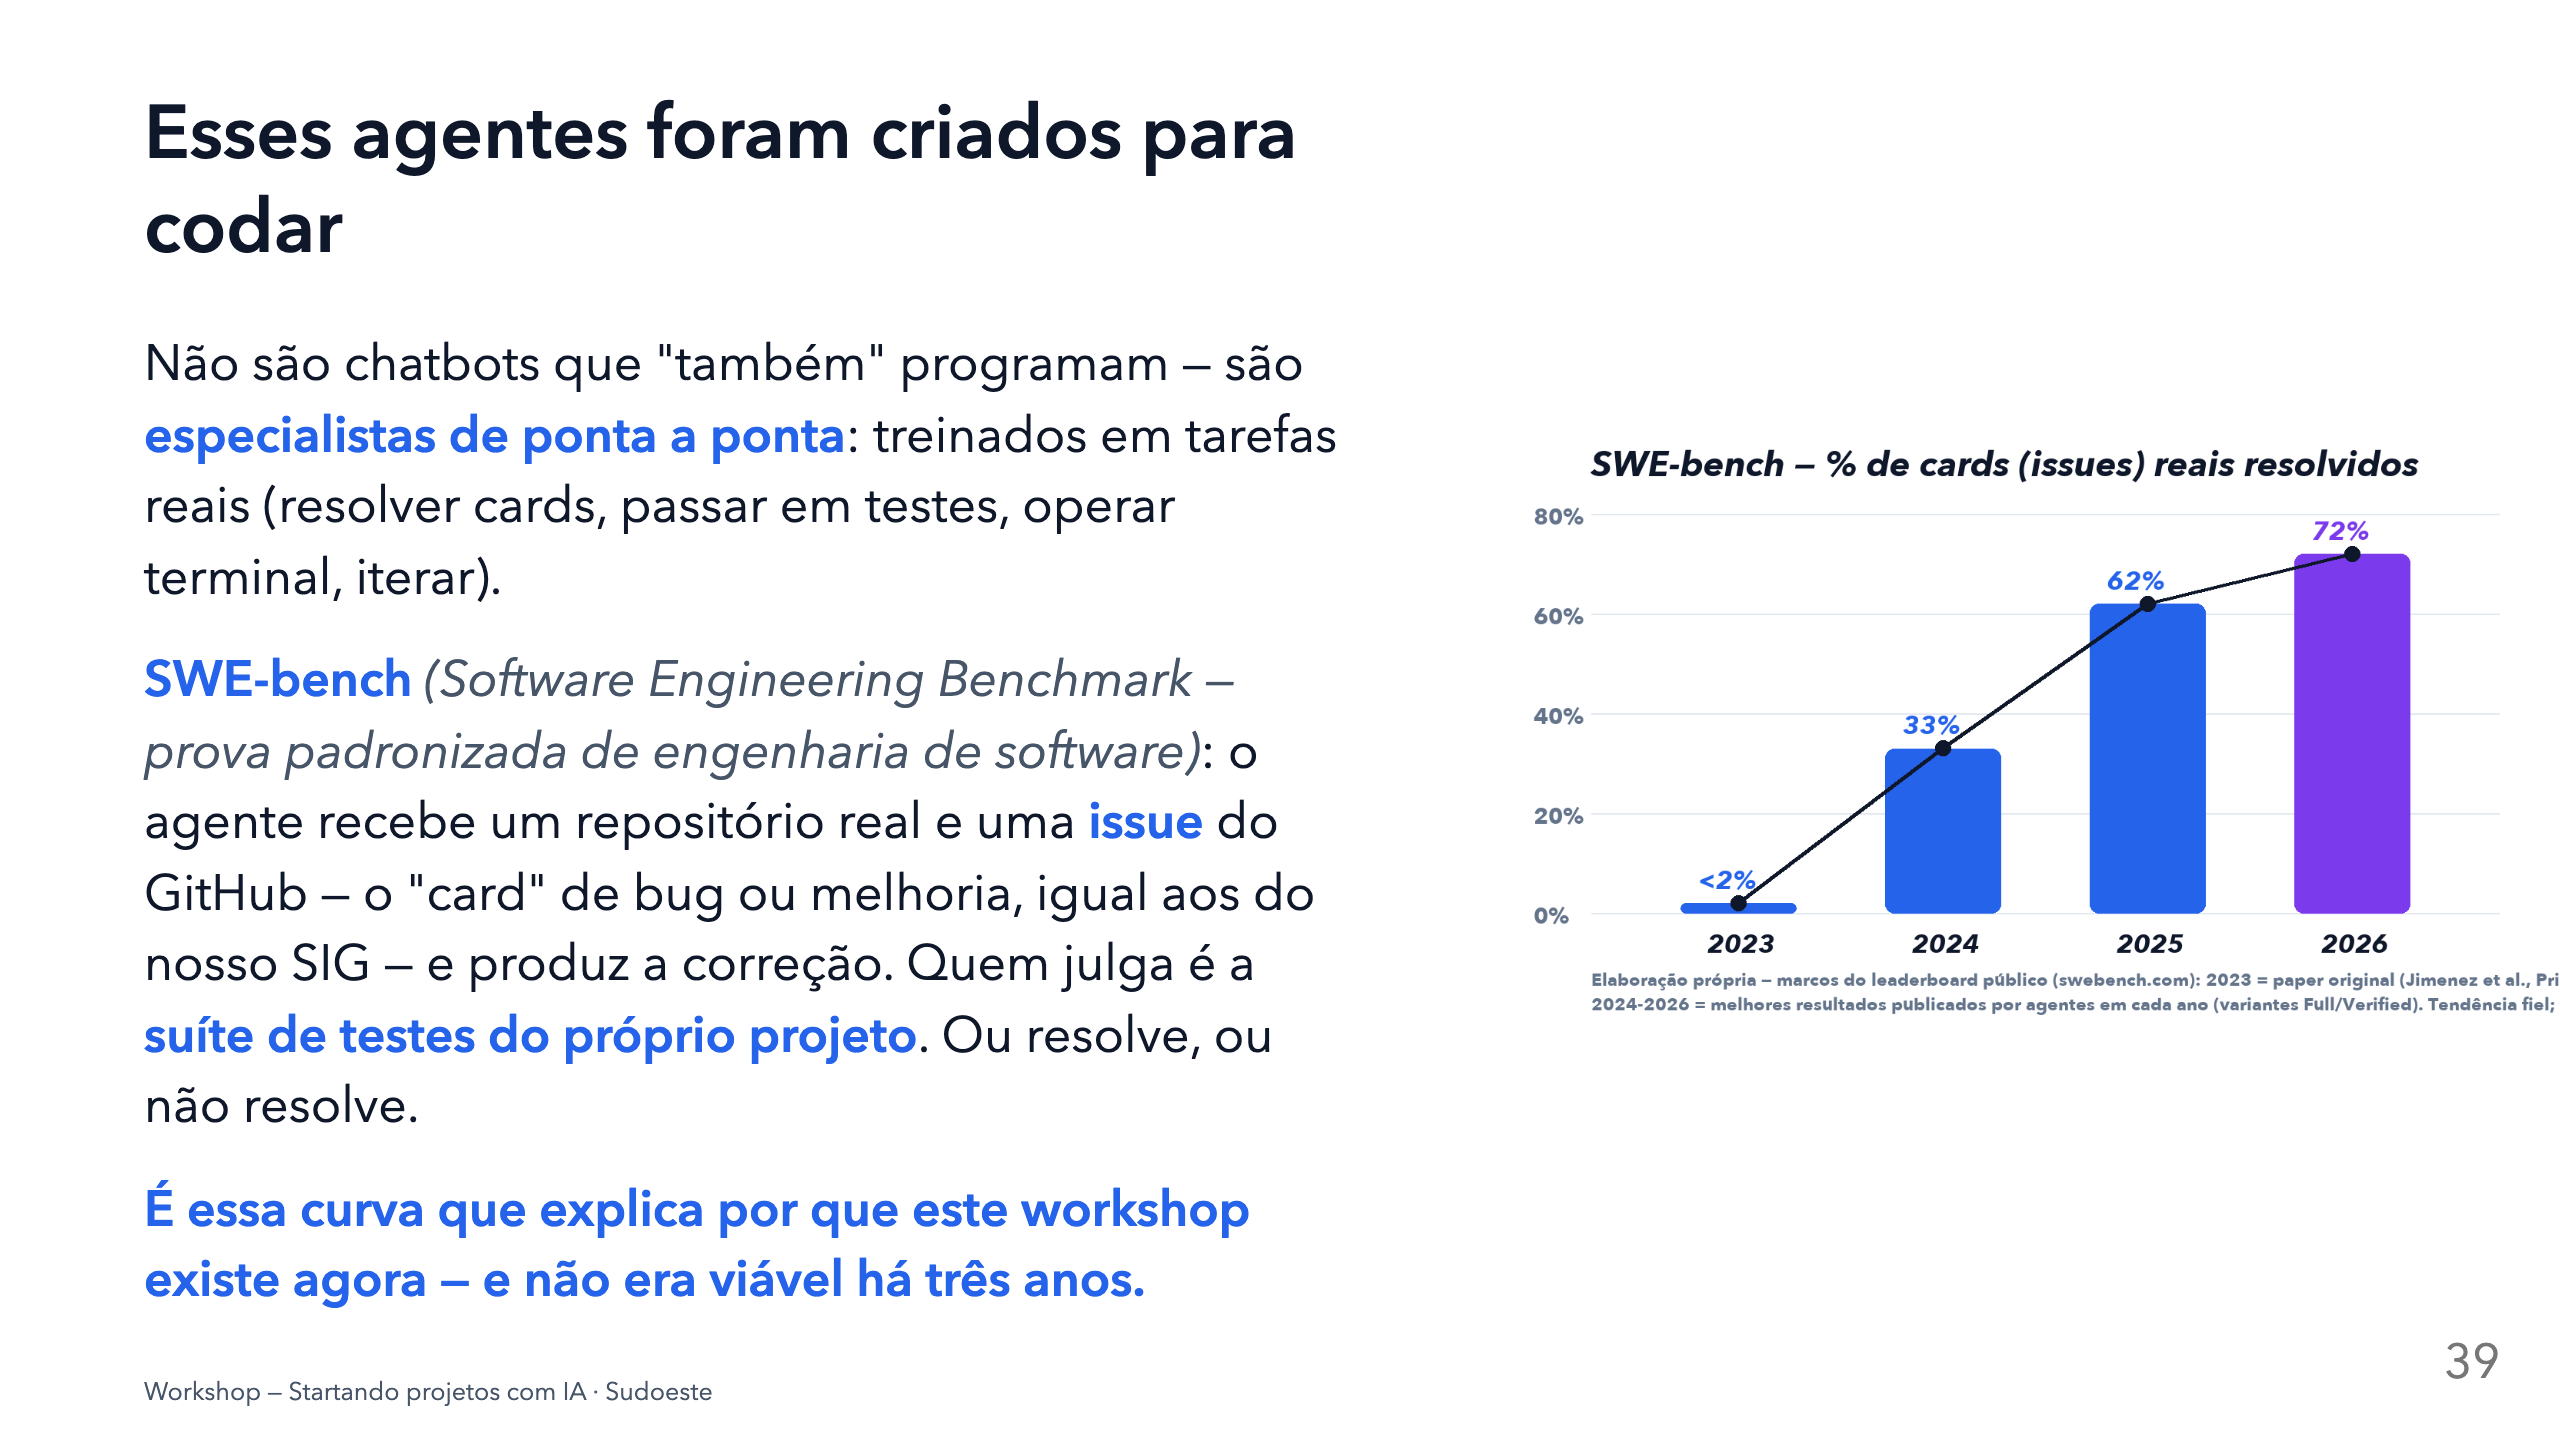 Esses agentes foram criados para
codar
Não são chatbots que "também" programam – são
especialistas de ponta a ponta: treinados em tarefas
reais (resolver cards, passar em testes, operar
terminal, iterar).
SWE-bench (Software Engineering Benchmark –
prova padronizada de engenharia de software): o
agente recebe um repositório real e uma issue do
GitHub – o "card" de bug ou melhoria, igual aos do
nosso SIG – e produz a correção. Quem julga é a
suíte de testes do próprio projeto. Ou resolve, ou
não resolve.
É essa curva que explica por que este workshop
existe agora – e não era viável há três anos.
SWE-bench – % de cards (issues) reais resolvidos
80%
72%
62%
60%
40%
33%
20%
<2%
0%
2023 2024 2025 2026
Elaboração própria – marcos do leaderboard público (swebench.com): 2023 = paper original (Jimenez et al., Pri
2024-2026 = melhores resultados publicados por agentes em cada ano (variantes Full/Verified). Tendência fiel;
Workshop – Startando projetos com IA · Sudoeste
39